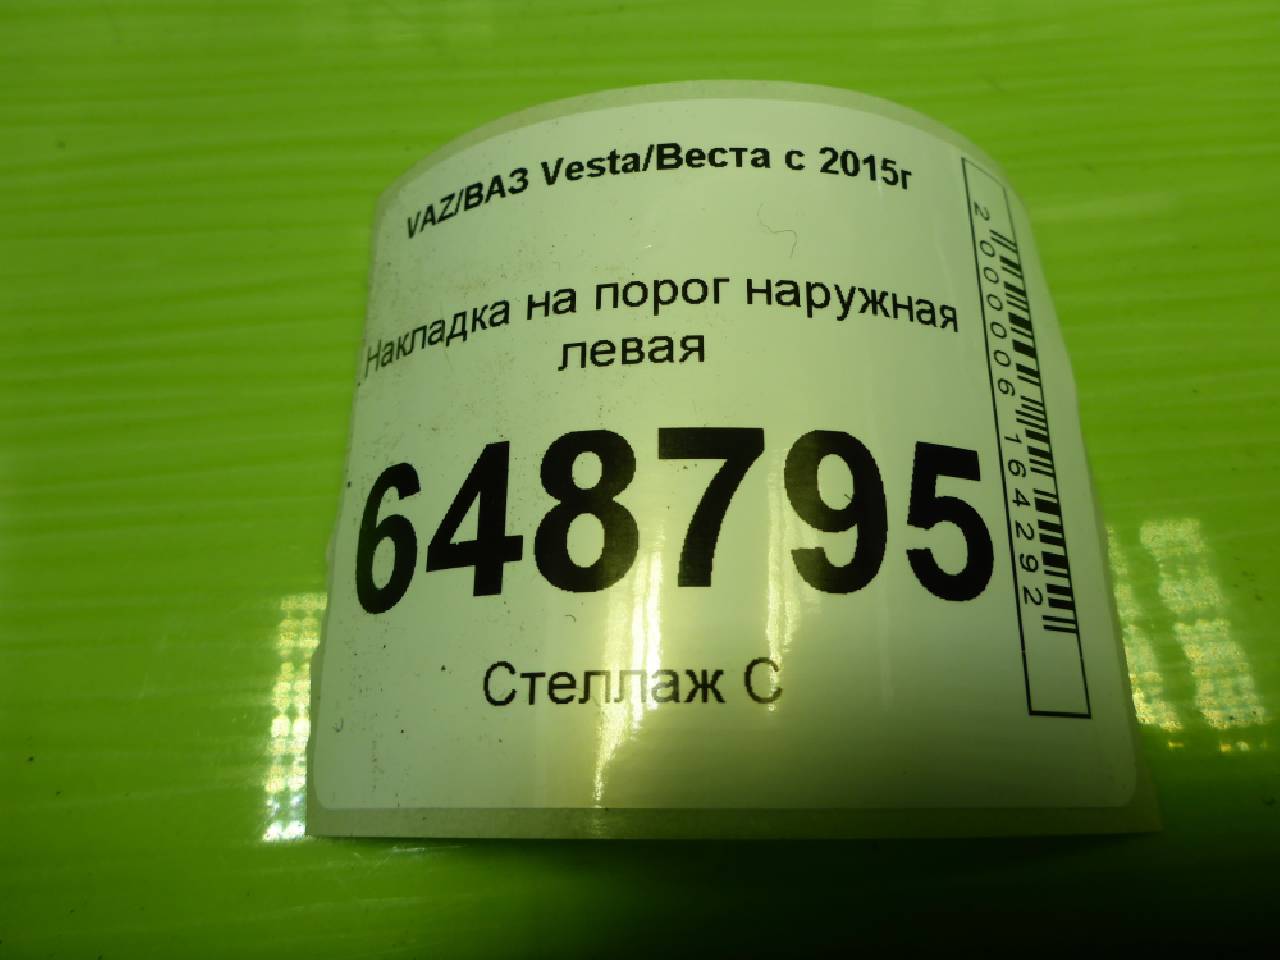 VAZ/ВАЗ Vesta/Веста с 2015г
Накладка на порог наружная
левая
648795
Стеллаж С
2000006164292